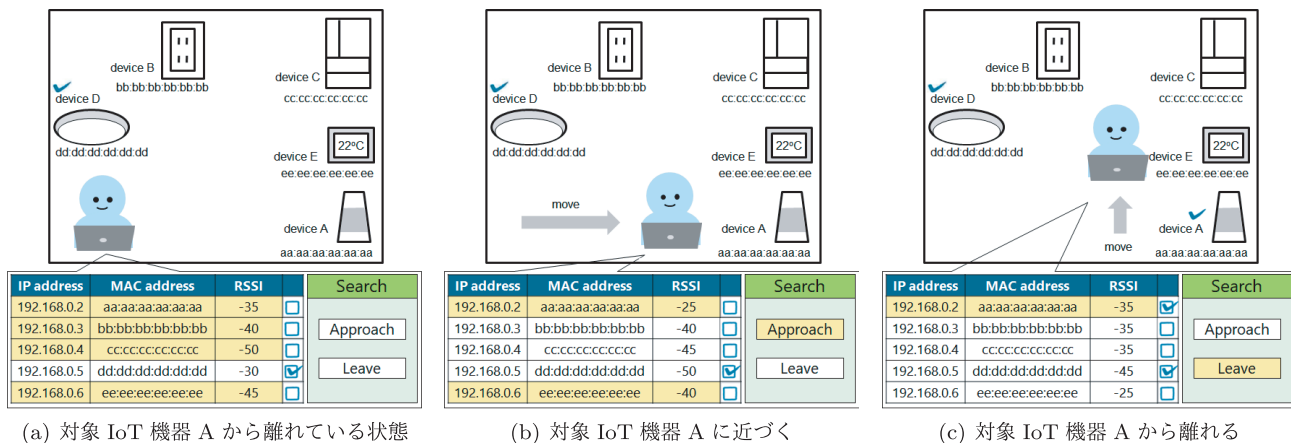 device B
bb:bb:bb:bb:bb:bb
device C
cc:cc:cc:cc:cc:cc
device D
dd:dd:dd:dd:dd:dd
22ºC
device E
ee:ee:ee:ee:ee:ee
device A
aa:aa:aa:aa:aa:aa
IP address MAC address RSSI
192.168.0.2 aa:aa:aa:aa:aa:aa -35
192.168.0.3 bb:bb:bb:bb:bb:bb -40
192.168.0.4 cc:cc:cc:cc:cc:cc -50
192.168.0.5 dd:dd:dd:dd:dd:dd -30
192.168.0.6 ee:ee:ee:ee:ee:ee -45
Search
Approach
Leave
(a) 対象 IoT 機器 A から離れている状態
device B
bb:bb:bb:bb:bb:bb
device C
cc:cc:cc:cc:cc:cc
device D
dd:dd:dd:dd:dd:dd
22ºC
device E
ee:ee:ee:ee:ee:ee
move
device A
aa:aa:aa:aa:aa:aa
IP address MAC address RSSI
192.168.0.2 aa:aa:aa:aa:aa:aa -25
192.168.0.3 bb:bb:bb:bb:bb:bb -40
192.168.0.4 cc:cc:cc:cc:cc:cc -45
192.168.0.5 dd:dd:dd:dd:dd:dd -50
192.168.0.6 ee:ee:ee:ee:ee:ee -40
Search
Approach
Leave
(b) 対象 IoT 機器 A に近づく
device B
bb:bb:bb:bb:bb:bb
device C
cc:cc:cc:cc:cc:cc
device D
dd:dd:dd:dd:dd:dd
22ºC
device E
ee:ee:ee:ee:ee:ee
device A
move
aa:aa:aa:aa:aa:aa
IP address MAC address RSSI
192.168.0.2 aa:aa:aa:aa:aa:aa -35
192.168.0.3 bb:bb:bb:bb:bb:bb -35
192.168.0.4 cc:cc:cc:cc:cc:cc -35
192.168.0.5 dd:dd:dd:dd:dd:dd -45
192.168.0.6 ee:ee:ee:ee:ee:ee -25
Search
Approach
Leave
(c) 対象 IoT 機器 A から離れる